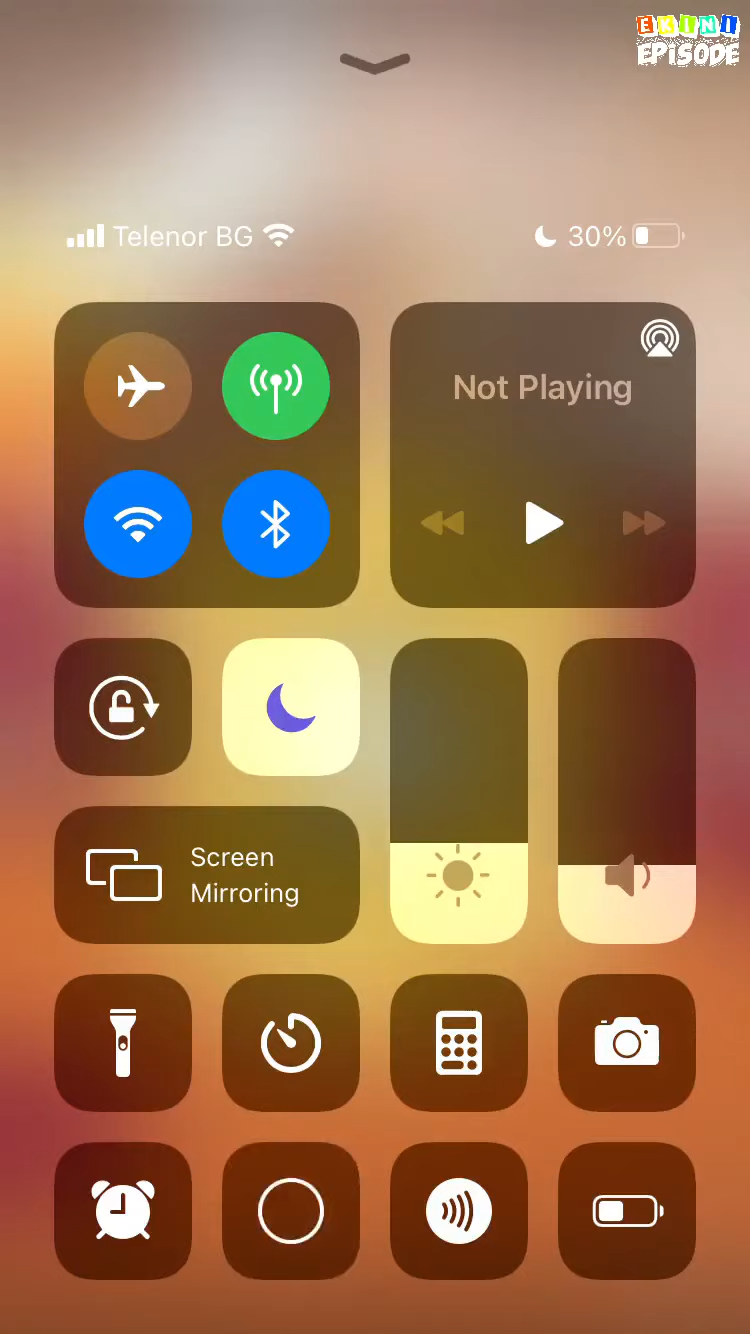 EKINI
EPISODE
Telenor BG
30%
Not Playing
Screen
Mirroring